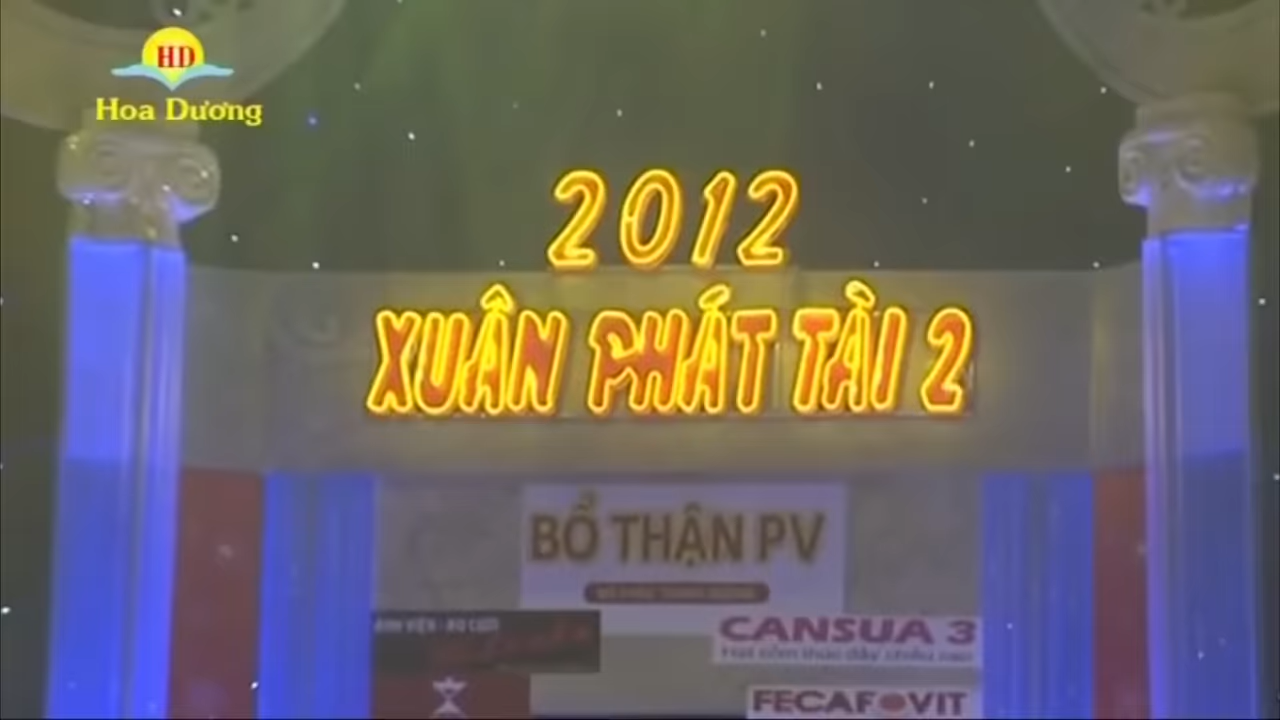 HD
Hoa Dương
2012
XUÂN PHÁT TÀI 2
BỔ THẬN PV
CANSUA 3
FECAFOVIT